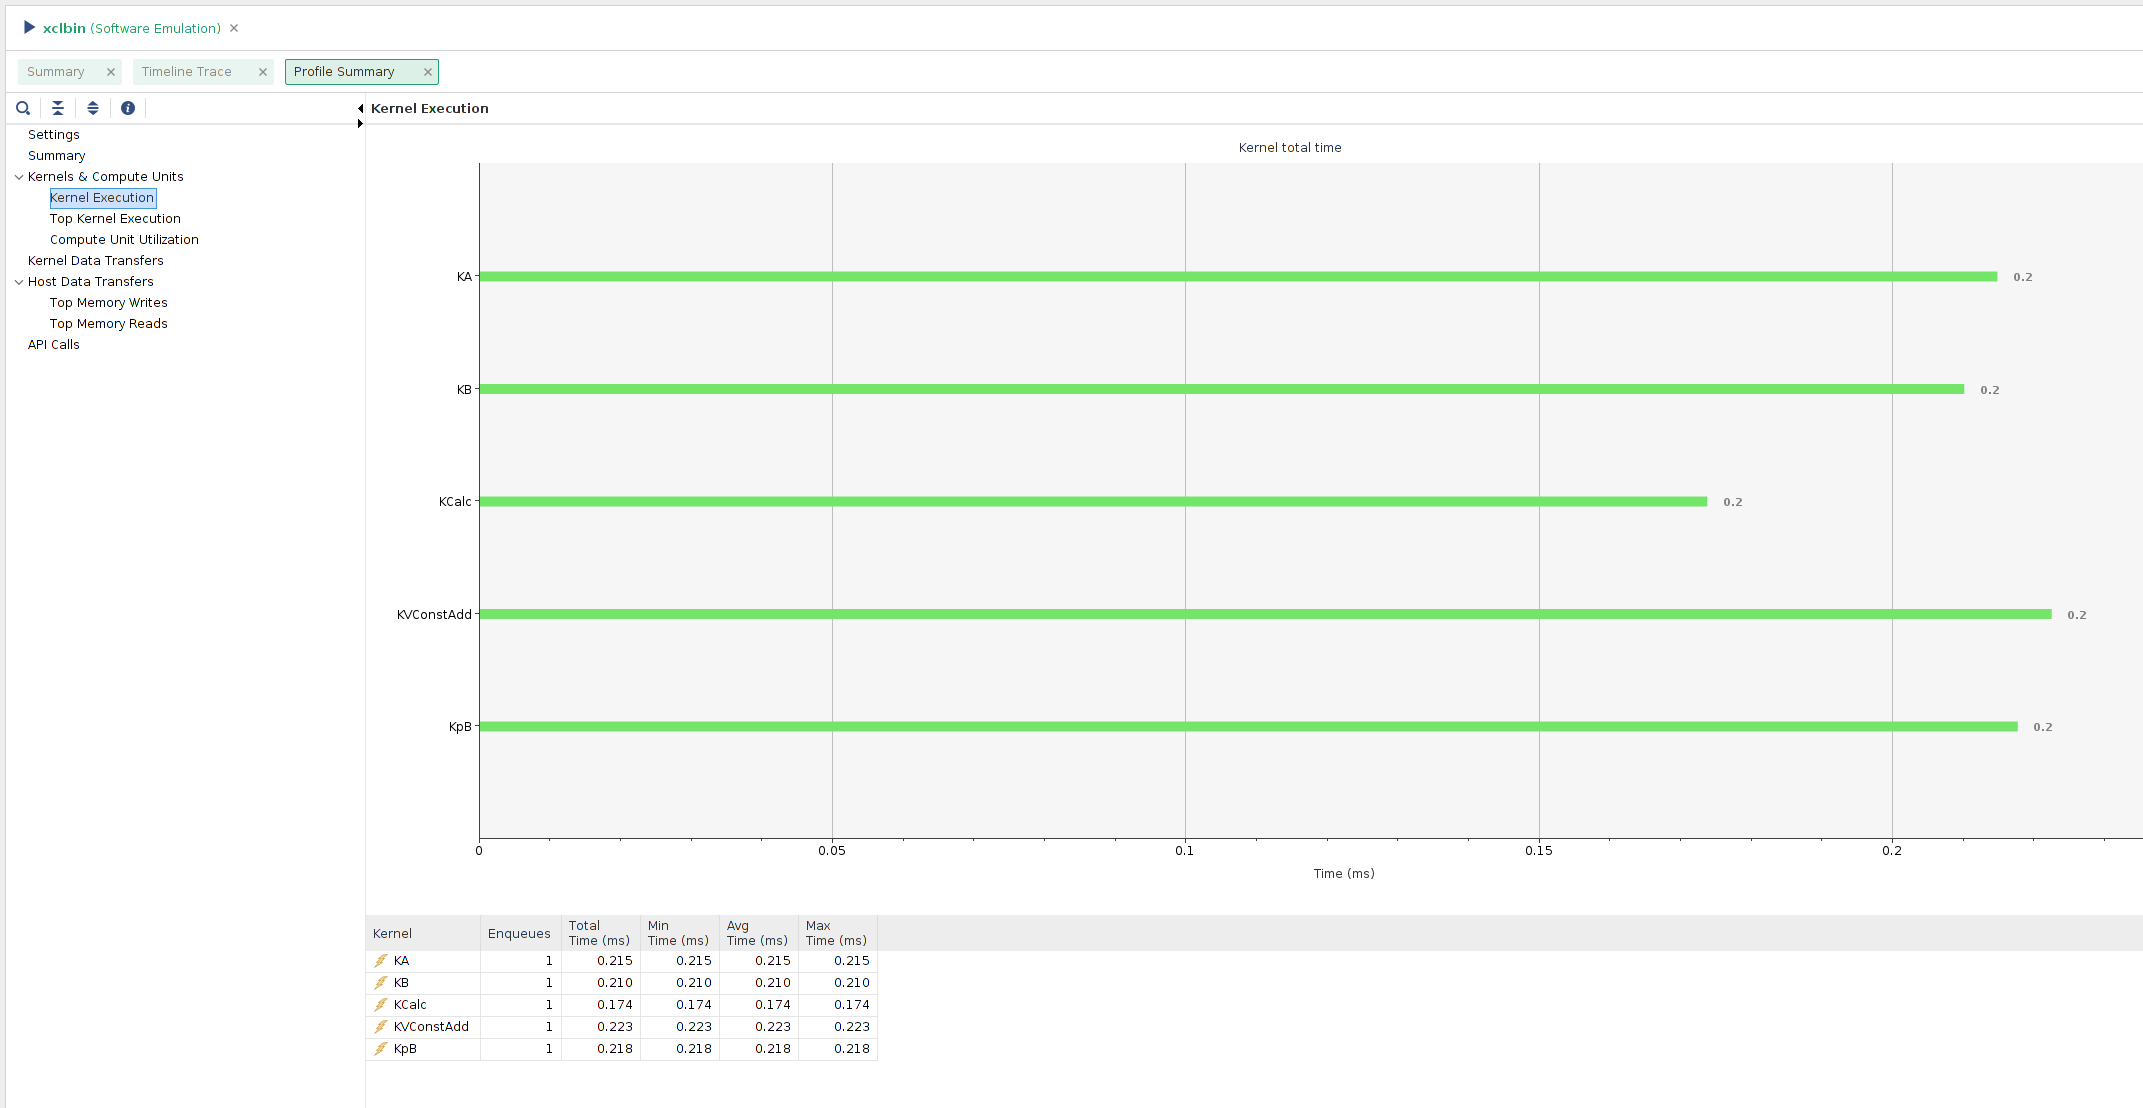 xclbin (Software Emulation)
Summary
Timeline Trace
Profile Summary
Kernel Execution
Settings
Summary
Kernels & Compute Units
Kernel Execution
Top Kernel Execution
Compute Unit Utilization
Kernel Data Transfers
Host Data Transfers
Top Memory Writes
Top Memory Reads
API Calls
Kernel total time
KA 0.2
KB 0.2
KCalc 0.2
KVConstAdd 0.2
KpB 0.2
0 0.05 0.1 0.15 0.2
Time (ms)
Kernel Enqueues Total Time (ms) Min Time (ms) Avg Time (ms) Max Time (ms)
KA 1 0.215 0.215 0.215 0.215
KB 1 0.210 0.210 0.210 0.210
KCalc 1 0.174 0.174 0.174 0.174
KVConstAdd 1 0.223 0.223 0.223 0.223
KpB 1 0.218 0.218 0.218 0.218